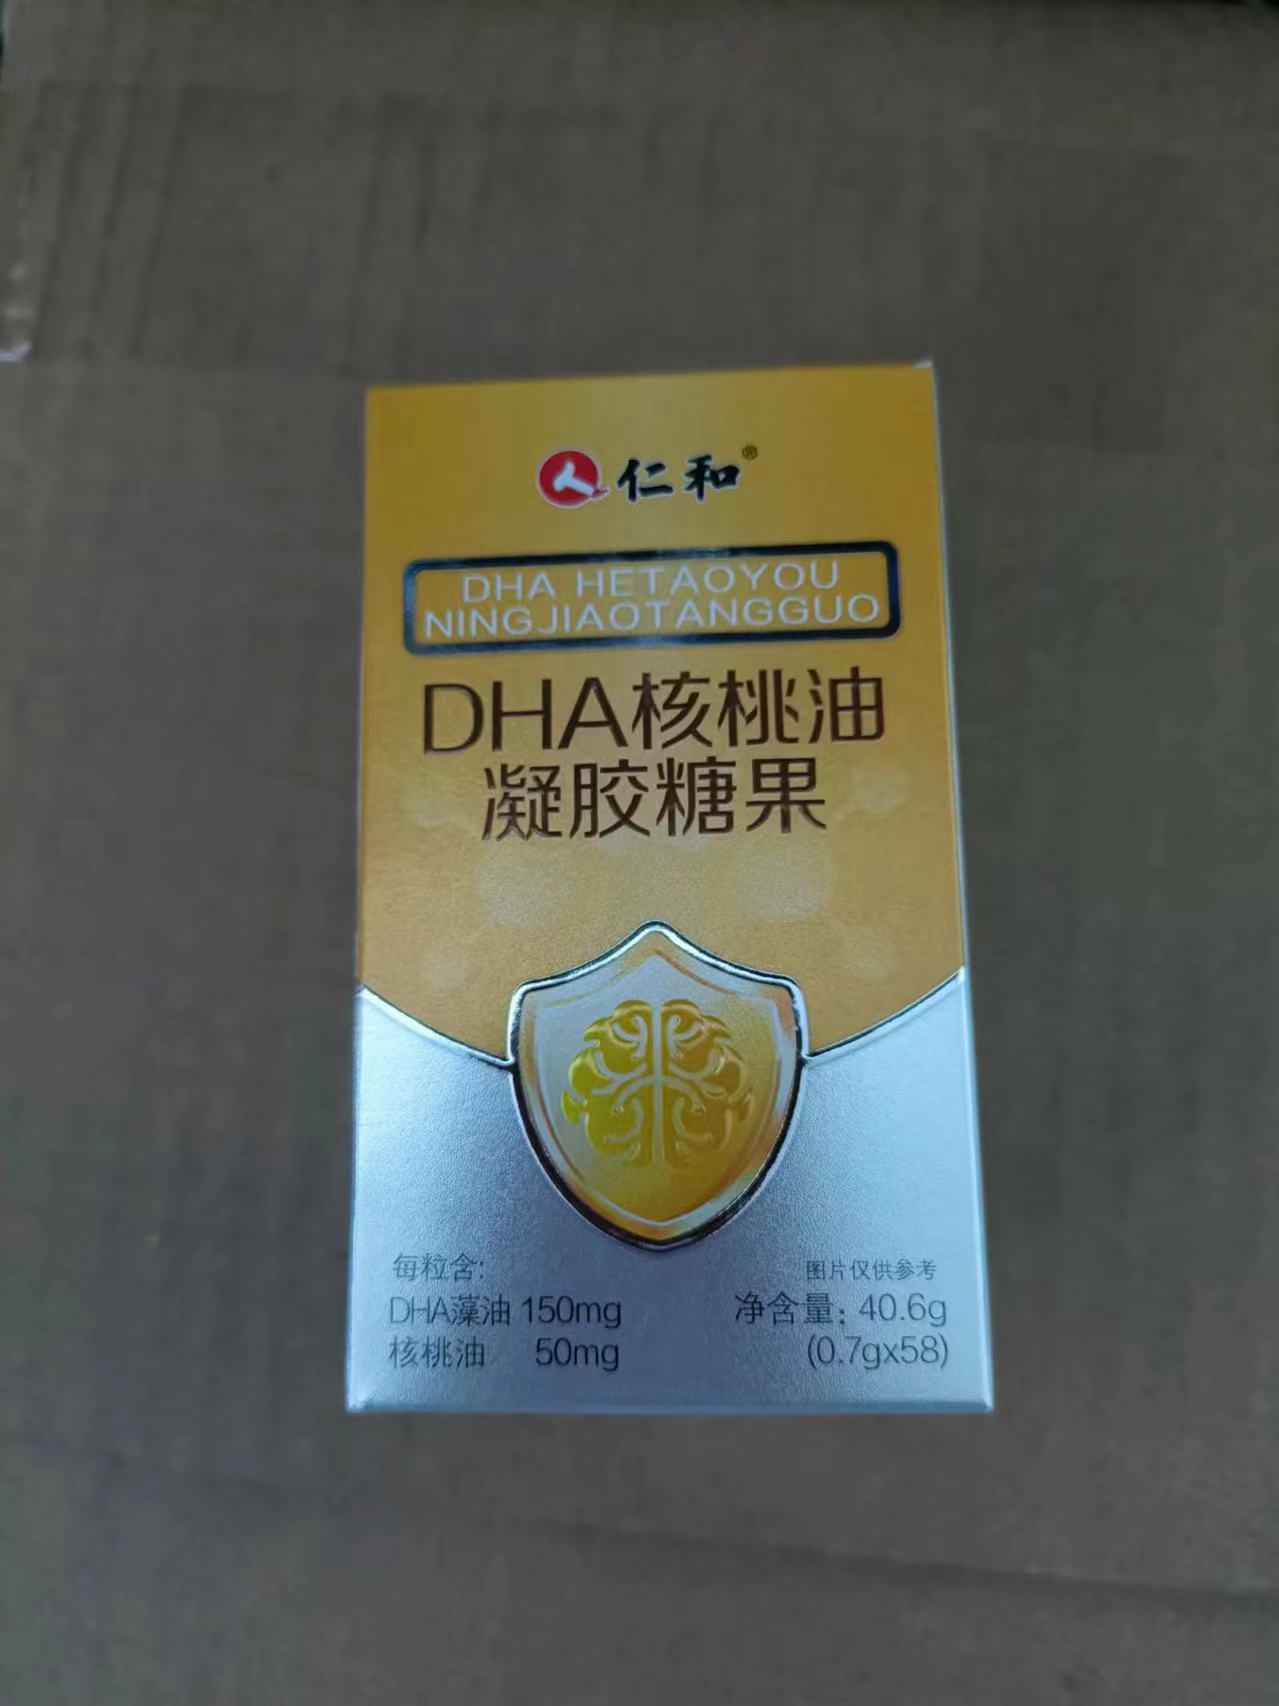 仁和®
DHA HETAOYOU
NINGJIAOTANGGUO
DHA核桃油
凝胶糖果
每粒含:
DHA藻油 150mg
核桃油 50mg
图片仅供参考
净含量: 40.6g
(0.7gx58)